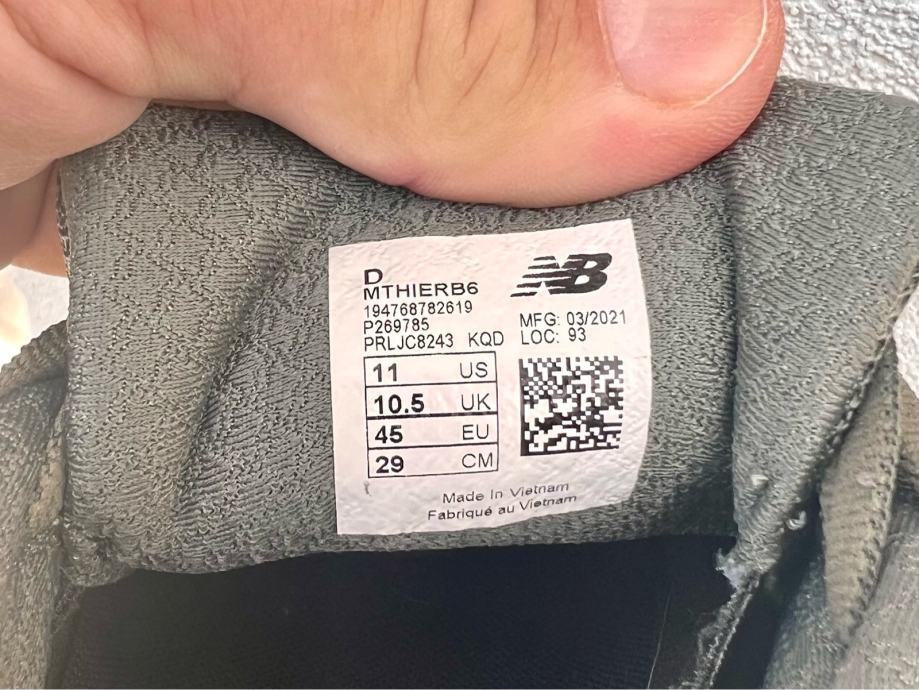 D
MTHIERB6
194768782619
P269785
PRLJC8243 KQD
NB
MFG: 03/2021
LOC: 93
11 US
10.5 UK
45 EU
29 CM
Made In Vietnam
Fabriqué au Vietnam